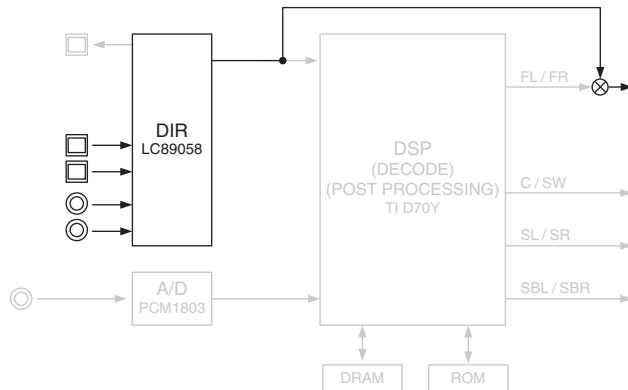 FL / FR
DIR
LC89058
DSP
(DECODE)
(POST PROCESSING)
TI D70Y
C / SW
SL / SR
A/D
PCM1803
SBL / SBR
DRAM
ROM